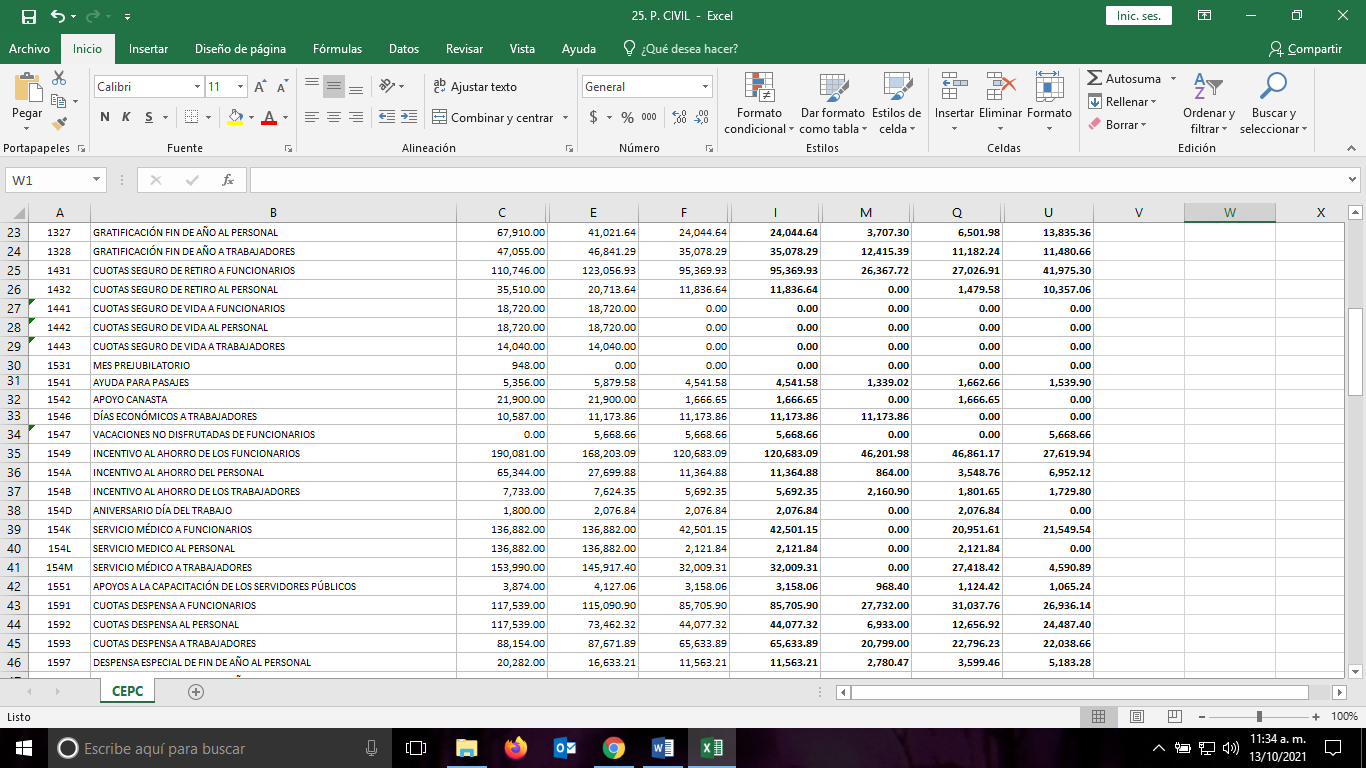 25. P. CIVIL - Excel
Inic. ses.
Archivo Inicio Insertar Diseño de página Fórmulas Datos Revisar Vista Ayuda ¿Qué desea hacer? Compartir
Pegar
Calibri 11
N K S
Ajustar texto
Combinar y centrar
General
$ % 000
Formato condicional
Dar formato como tabla
Estilos de celda
Insertar Eliminar Formato
Autosuma
Rellenar
Borrar
Ordenar y filtrar
Buscar y seleccionar
Portapapeles Fuente Alineación Número Estilos Celdas Edición
W1 fx
A B C E F I M Q U V W X
23 1327 GRATIFICACIÓN FIN DE AÑO AL PERSONAL 67,910.00 41,021.64 24,044.64 24,044.64 3,707.30 6,501.98 13,835.36
24 1328 GRATIFICACIÓN FIN DE AÑO A TRABAJADORES 47,055.00 46,841.29 35,078.29 35,078.29 12,415.39 11,182.24 11,480.66
25 1431 CUOTAS SEGURO DE RETIRO A FUNCIONARIOS 110,746.00 123,056.93 95,369.93 95,369.93 26,367.72 27,026.91 41,975.30
26 1432 CUOTAS SEGURO DE RETIRO AL PERSONAL 35,510.00 20,713.64 11,836.64 11,836.64 0.00 1,479.58 10,357.06
27 1441 CUOTAS SEGURO DE VIDA A FUNCIONARIOS 18,720.00 18,720.00 0.00 0.00 0.00 0.00 0.00
28 1442 CUOTAS SEGURO DE VIDA AL PERSONAL 18,720.00 18,720.00 0.00 0.00 0.00 0.00 0.00
29 1443 CUOTAS SEGURO DE VIDA A TRABAJADORES 14,040.00 14,040.00 0.00 0.00 0.00 0.00 0.00
30 1531 MES PREJUBILATORIO 948.00 0.00 0.00 0.00 0.00 0.00 0.00
31 1541 AYUDA PARA PASAJES 5,356.00 5,879.58 4,541.58 4,541.58 1,339.02 1,662.66 1,539.90
32 1542 APOYO CANASTA 21,900.00 21,900.00 1,666.65 1,666.65 0.00 1,666.65 0.00
33 1546 DÍAS ECONÓMICOS A TRABAJADORES 10,587.00 11,173.86 11,173.86 11,173.86 11,173.86 0.00 0.00
34 1547 VACACIONES NO DISFRUTADAS DE FUNCIONARIOS 0.00 5,668.66 5,668.66 5,668.66 0.00 0.00 5,668.66
35 1549 INCENTIVO AL AHORRO DE LOS FUNCIONARIOS 190,081.00 168,203.09 120,683.09 120,683.09 46,201.98 46,861.17 27,619.94
36 154A INCENTIVO AL AHORRO DEL PERSONAL 65,344.00 27,699.88 11,364.88 11,364.88 864.00 3,548.76 6,952.12
37 154B INCENTIVO AL AHORRO DE LOS TRABAJADORES 7,733.00 7,624.35 5,692.35 5,692.35 2,160.90 1,801.65 1,729.80
38 154D ANIVERSARIO DÍA DEL TRABAJO 1,800.00 2,076.84 2,076.84 2,076.84 0.00 2,076.84 0.00
39 154K SERVICIO MÉDICO A FUNCIONARIOS 136,882.00 136,882.00 42,501.15 42,501.15 0.00 20,951.61 21,549.54
40 154L SERVICIO MEDICO AL PERSONAL 136,882.00 136,882.00 2,121.84 2,121.84 0.00 2,121.84 0.00
41 154M SERVICIO MÉDICO A TRABAJADORES 153,990.00 145,917.40 32,009.31 32,009.31 0.00 27,418.42 4,590.89
42 1551 APOYOS A LA CAPACITACIÓN DE LOS SERVIDORES PÚBLICOS 3,874.00 4,127.06 3,158.06 3,158.06 968.40 1,124.42 1,065.24
43 1591 CUOTAS DESPENSA A FUNCIONARIOS 117,539.00 115,090.90 85,705.90 85,705.90 27,732.00 31,037.76 26,936.14
44 1592 CUOTAS DESPENSA AL PERSONAL 117,539.00 73,462.32 44,077.32 44,077.32 6,933.00 12,656.92 24,487.40
45 1593 CUOTAS DESPENSA A TRABAJADORES 88,154.00 87,671.89 65,633.89 65,633.89 20,799.00 22,796.23 22,038.66
46 1597 DESPENSA ESPECIAL DE FIN DE AÑO AL PERSONAL 20,282.00 16,633.21 11,563.21 11,563.21 2,780.47 3,599.46 5,183.28
CEPC
Listo 100%
Escribe aquí para buscar
11:34 a. m.
13/10/2021